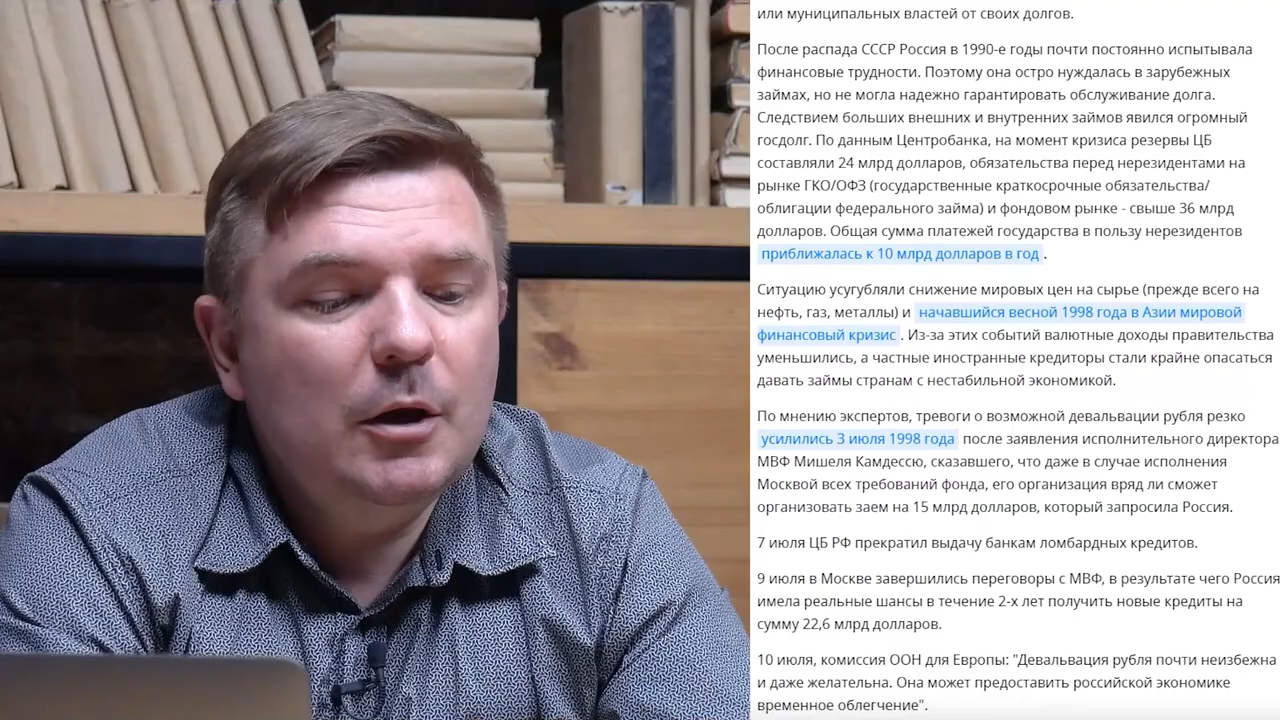 или муниципальных властей от своих долгов.
После распада СССР Россия в 1990-е годы почти постоянно испытывала
финансовые трудности. Поэтому она остро нуждалась в зарубежных
займах, но не могла надежно гарантировать обслуживание долга.
Следствием больших внешних и внутренних займов явился огромный
госдолг. По данным Центробанка, на момент кризиса резервы ЦБ
составляли 24 млрд долларов, обязательства перед нерезидентами на
рынке ГКО/ОФЗ (государственные краткосрочные обязательства/
облигации федерального займа) и фондовом рынке - свыше 36 млрд
долларов. Общая сумма платежей государства в пользу нерезидентов
приближалась к 10 млрд долларов в год .
Ситуацию усугубляли снижение мировых цен на сырье (прежде всего на
нефть, газ, металлы) и начавшийся весной 1998 года в Азии мировой
финансовый кризис . Из-за этих событий валютные доходы правительства
уменьшились, а частные иностранные кредиторы стали крайне опасаться
давать займы странам с нестабильной экономикой.
По мнению экспертов, тревоги о возможной девальвации рубля резко
усилились 3 июля 1998 года после заявления исполнительного директора
МВФ Мишеля Камдессю, сказавшего, что даже в случае исполнения
Москвой всех требований фонда, его организация вряд ли сможет
организовать заем на 15 млрд долларов, который запросила Россия.
7 июля ЦБ РФ прекратил выдачу банкам ломбардных кредитов.
9 июля в Москве завершились переговоры с МВФ, в результате чего Россия
имела реальные шансы в течение 2-х лет получить новые кредиты на
сумму 22,6 млрд долларов.
10 июля, комиссия ООН для Европы: "Девальвация рубля почти неизбежна
и даже желательна. Она может предоставить российской экономике
временное облегчение".